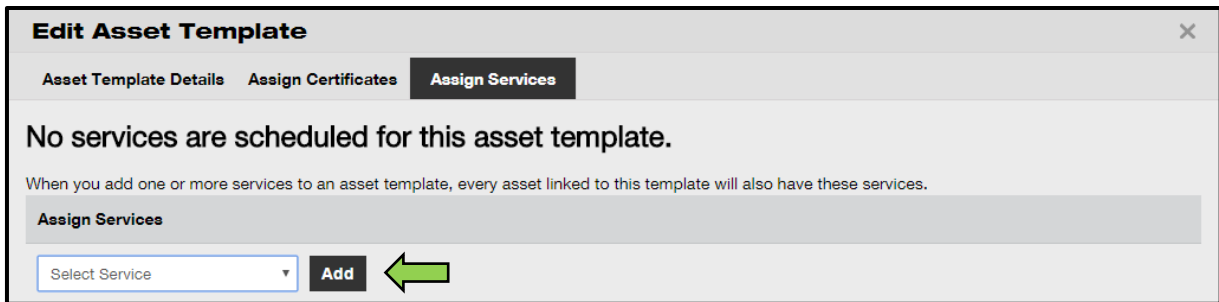 Edit Asset Template
Asset Template Details Assign Certificates Assign Services
No services are scheduled for this asset template.
When you add one or more services to an asset template, every asset linked to this template will also have these services.
Assign Services
Select Service Add